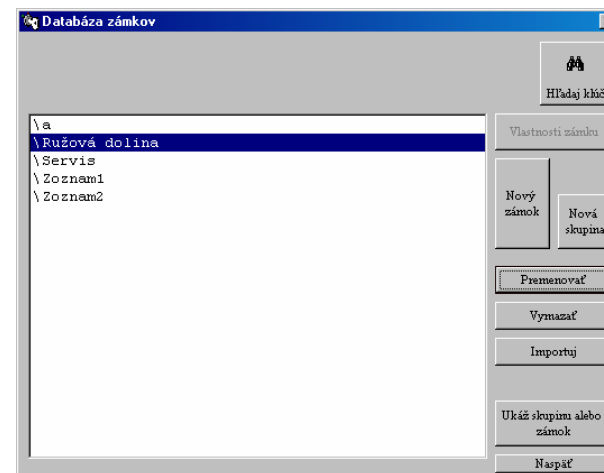 Databáza zámkov
Hľadaj kľúč
\a
\Ružová dolina
\Servis
\Zoznam1
\Zoznam2
Vlastnosti zámku
Nový
zámok
Nová
skupina
Premenovať
Vymazať
Importuj
Ukáž skupinu alebo
zámok
Naspäť